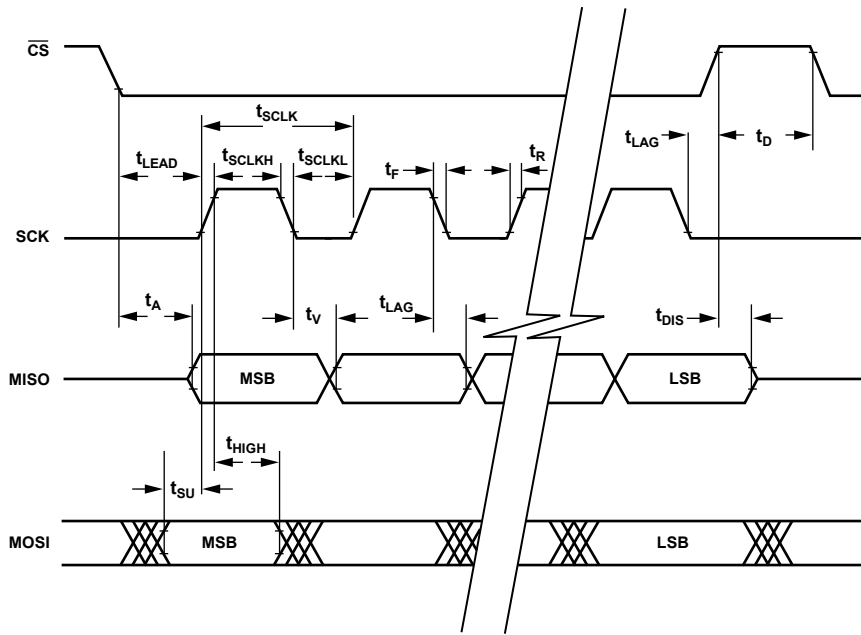 CS
tSCLK
tLEAD
tSCLKH
tSCLKL
tF
tR
tLAG
tD
SCK
tA
tV
tLAG
tDIS
MISO
MSB
LSB
tHIGH
tSU
MOSI
MSB
LSB